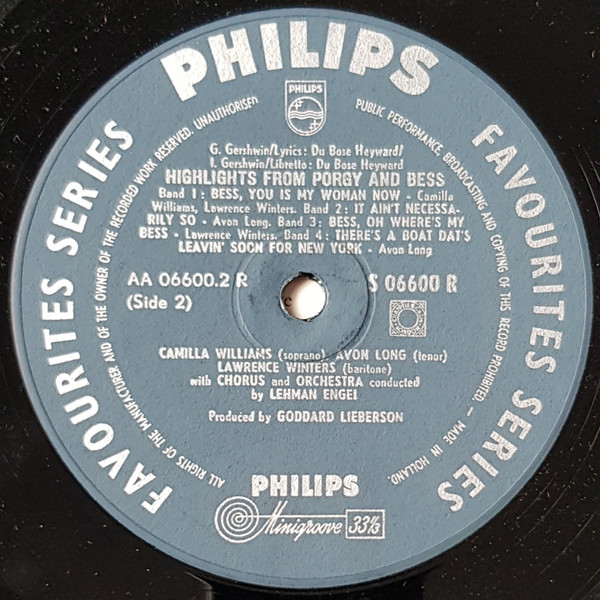 PHILIPS
FAVOURITES SERIES
FAVOURITES SERIES
ALL RIGHTS OF THE MANUFACTURER AND OF THE OWNER OF THE RECORDED WORK RESERVED. UNAUTHORISED
PUBLIC PERFORMANCE, BROADCASTING AND COPYING OF THIS RECORD PROHIBITED. – MADE IN HOLLAND.
PHILIPS
G. Gershwin/Lyrics: Du Bose Heyward/
I. Gershwin/Libretto: Du Bose Heyward
HIGHLIGHTS FROM PORGY AND BESS
Band 1: BESS, YOU IS MY WOMAN NOW - Camilla
Williams, Lawrence Winters. Band 2: IT AIN'T NECESSA-
RILY SO - Avon Long. Band 3: BESS, OH WHERE'S MY
BESS - Lawrence Winters. Band 4: THERE'S A BOAT DAT'S
LEAVIN' SOON FOR NEW YORK - Avon Long
AA 06600.2 R
S 06600 R
(Side 2)
CAMILLA WILLIAMS (soprano), AVON LONG (tenor)
LAWRENCE WINTERS (baritone)
with CHORUS and ORCHESTRA conducted
by LEHMAN ENGEL
Produced by GODDARD LIEBERSON
PHILIPS
Minigroove 33⅓